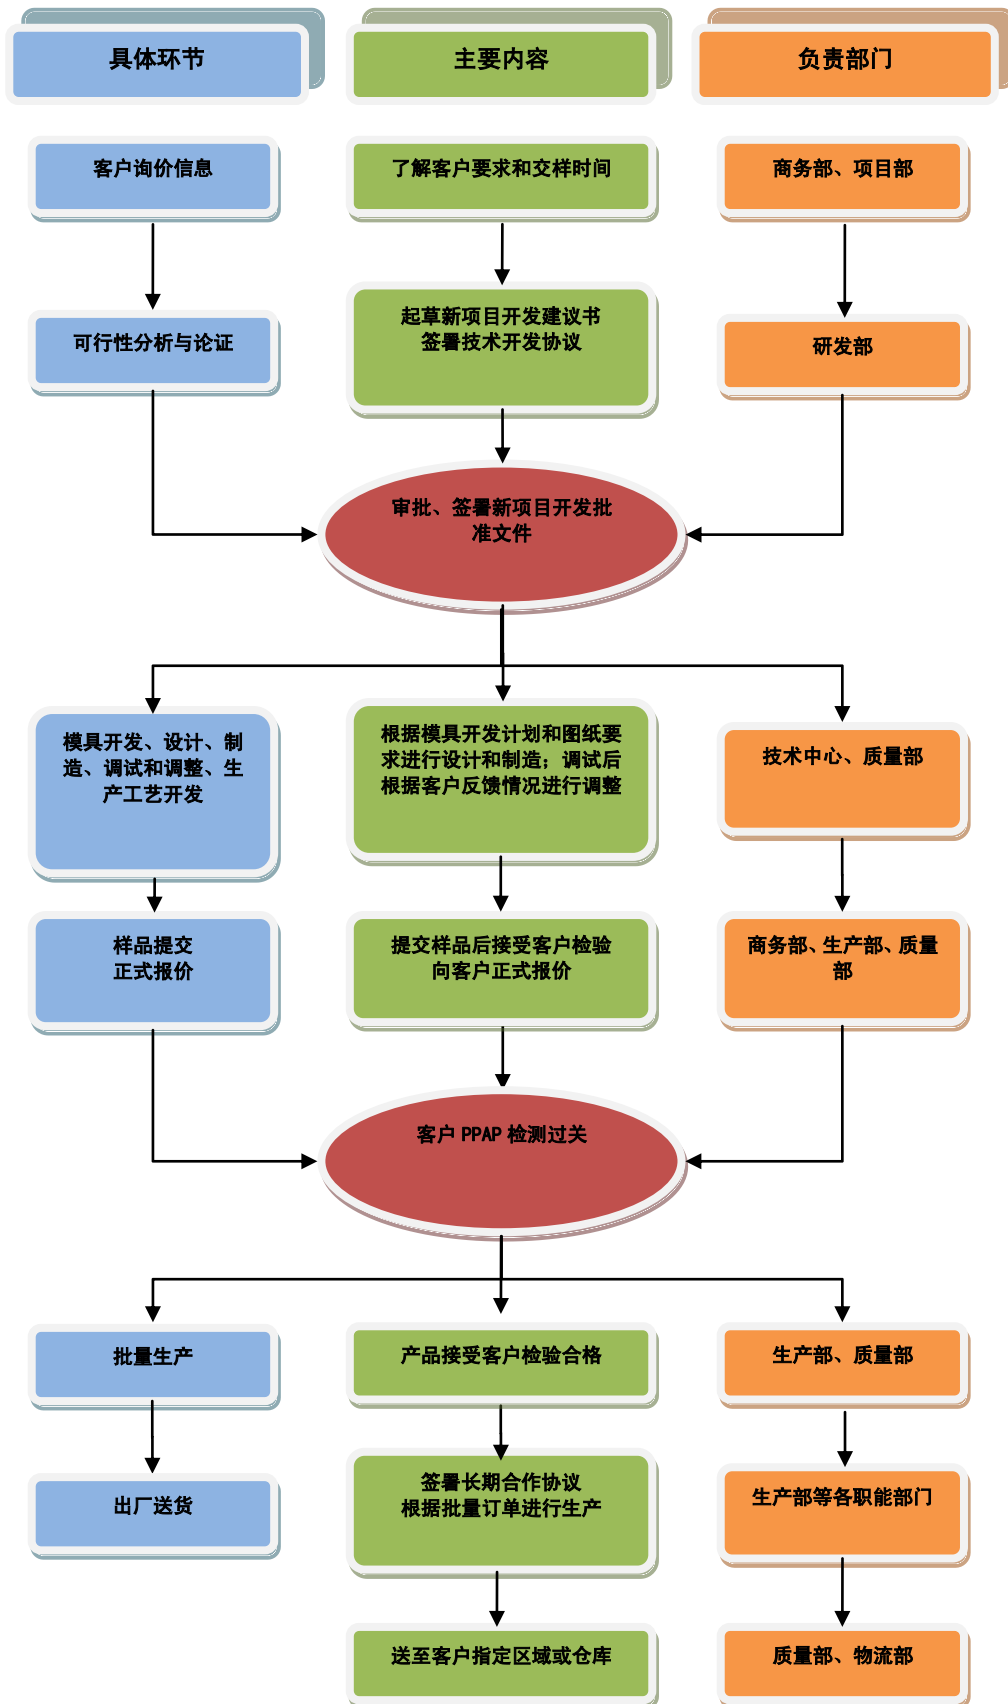 具体环节
主要内容
负责部门
客户询价信息
了解客户要求和交样时间
商务部、项目部
可行性分析与论证
起草新项目开发建议书
签署技术开发协议
研发部
审批、签署新项目开发批
准文件
模具开发、设计、制
造、调试和调整、生
产工艺开发
根据模具开发计划和图纸要
求进行设计和制造；调试后
根据客户反馈情况进行调整
技术中心、质量部
样品提交
正式报价
提交样品后接受客户检验
向客户正式报价
商务部、生产部、质量
部
客户 PPAP 检测过关
批量生产
产品接受客户检验合格
生产部、质量部
出厂送货
签署长期合作协议
根据批量订单进行生产
生产部等各职能部门
送至客户指定区域或仓库
质量部、物流部